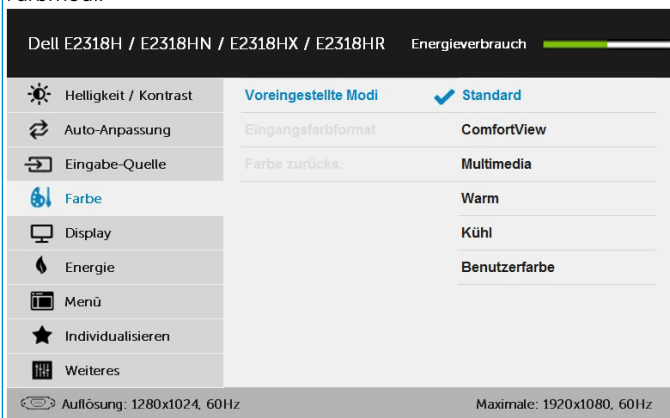 Dell E2318H / E2318HN / E2318HX / E2318HR Energieverbrauch
Helligkeit / Kontrast Voreingestellte Modi Standard
Auto-Anpassung Eingangsfarbformat ComfortView
Eingabe-Quelle Farbe zurücks. Multimedia
Farbe Warm
Display Kühl
Energie Benutzerfarbe
Menü
Individualisieren
Weiteres
Auflösung: 1280x1024, 60Hz Maximale: 1920x1080, 60Hz